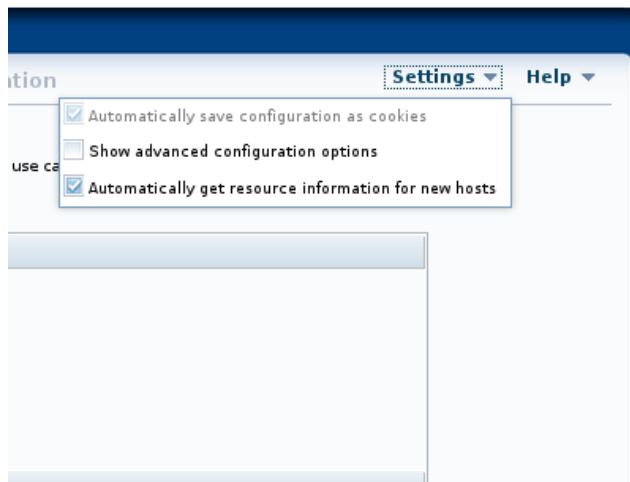 ation
Settings
Help
Automatically save configuration as cookies
Show advanced configuration options
use ca
Automatically get resource information for new hosts